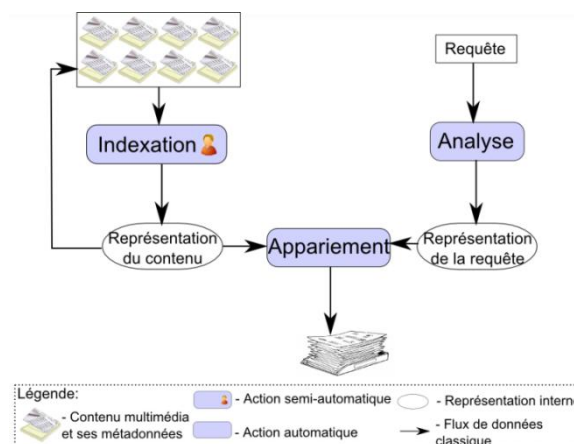 Requête
Indexation
Analyse
Représentation
du contenu
Appariement
Représentation
de la requête
Légende:
- Contenu multimédia
et ses métadonnées
- Action semi-automatique
- Action automatique
- Représentation interne
- Flux de données
classique